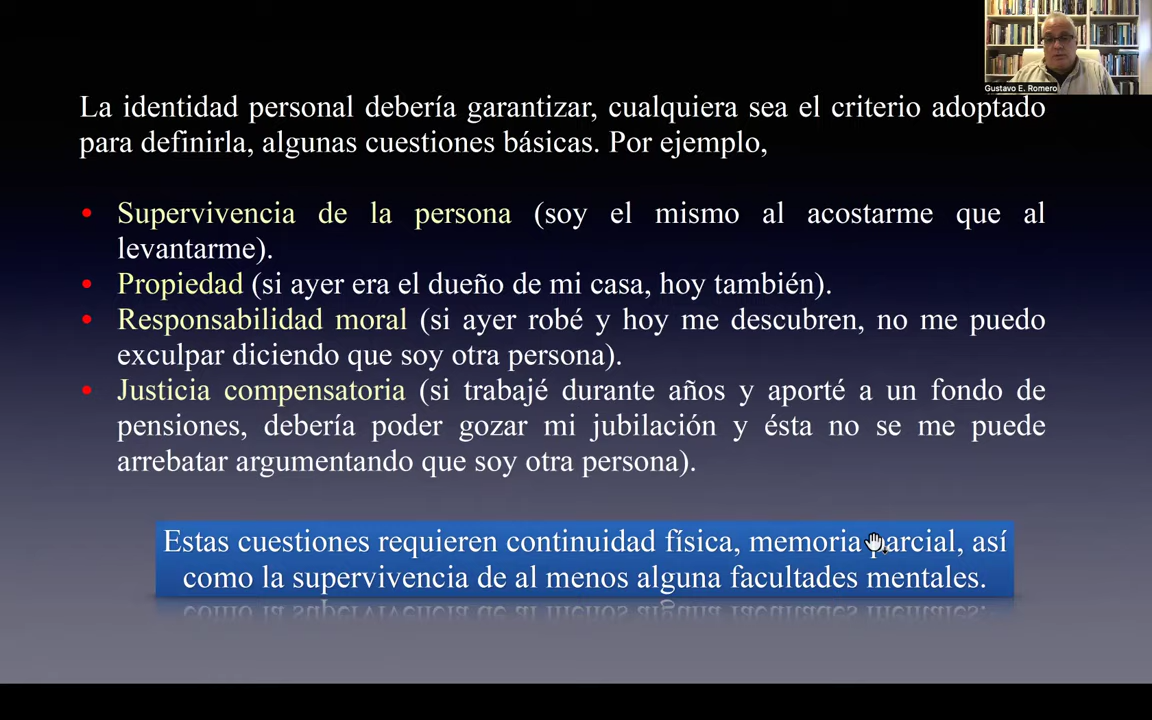 Gustavo E. Romero
La identidad personal debería garantizar, cualquiera sea el criterio adoptado
para definirla, algunas cuestiones básicas. Por ejemplo,
• Supervivencia de la persona (soy el mismo al acostarme que al
levantarme).
• Propiedad (si ayer era el dueño de mi casa, hoy también).
• Responsabilidad moral (si ayer robé y hoy me descubren, no me puedo
exculpar diciendo que soy otra persona).
• Justicia compensatoria (si trabajé durante años y aporté a un fondo de
pensiones, debería poder gozar mi jubilación y ésta no se me puede
arrebatar argumentando que soy otra persona).
Estas cuestiones requieren continuidad física, memoria parcial, así
como la supervivencia de al menos alguna facultades mentales.